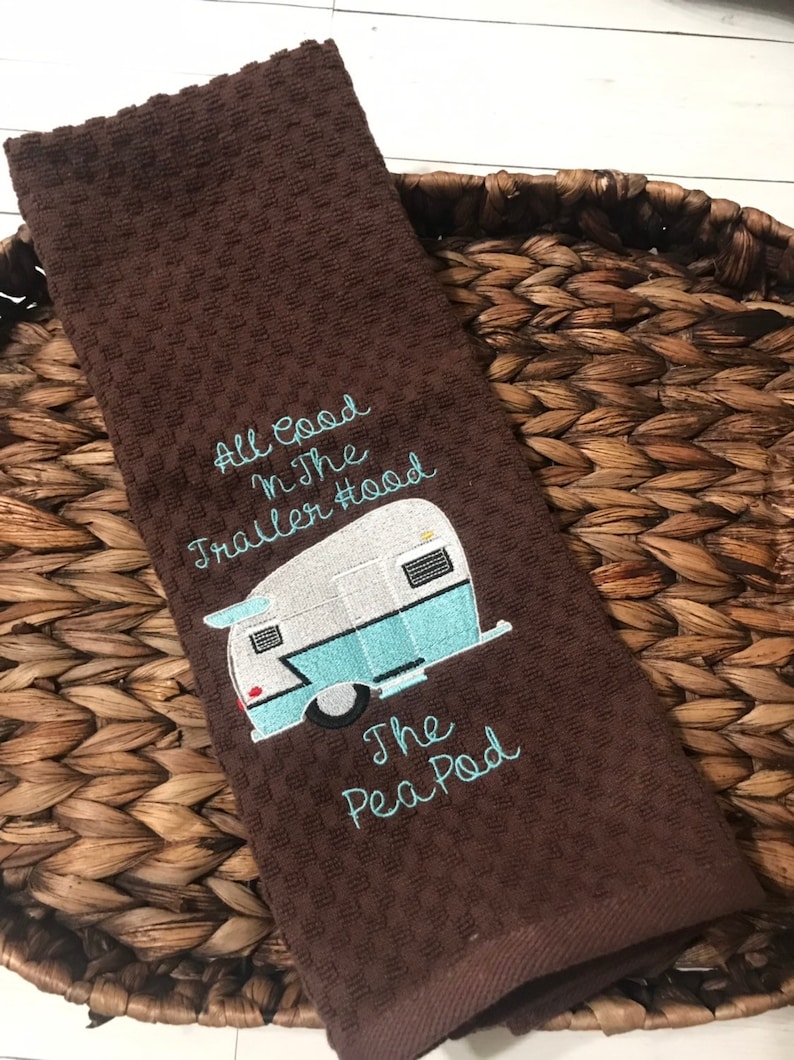 All Good
In The
Trailer Hood
The
Pea Pod